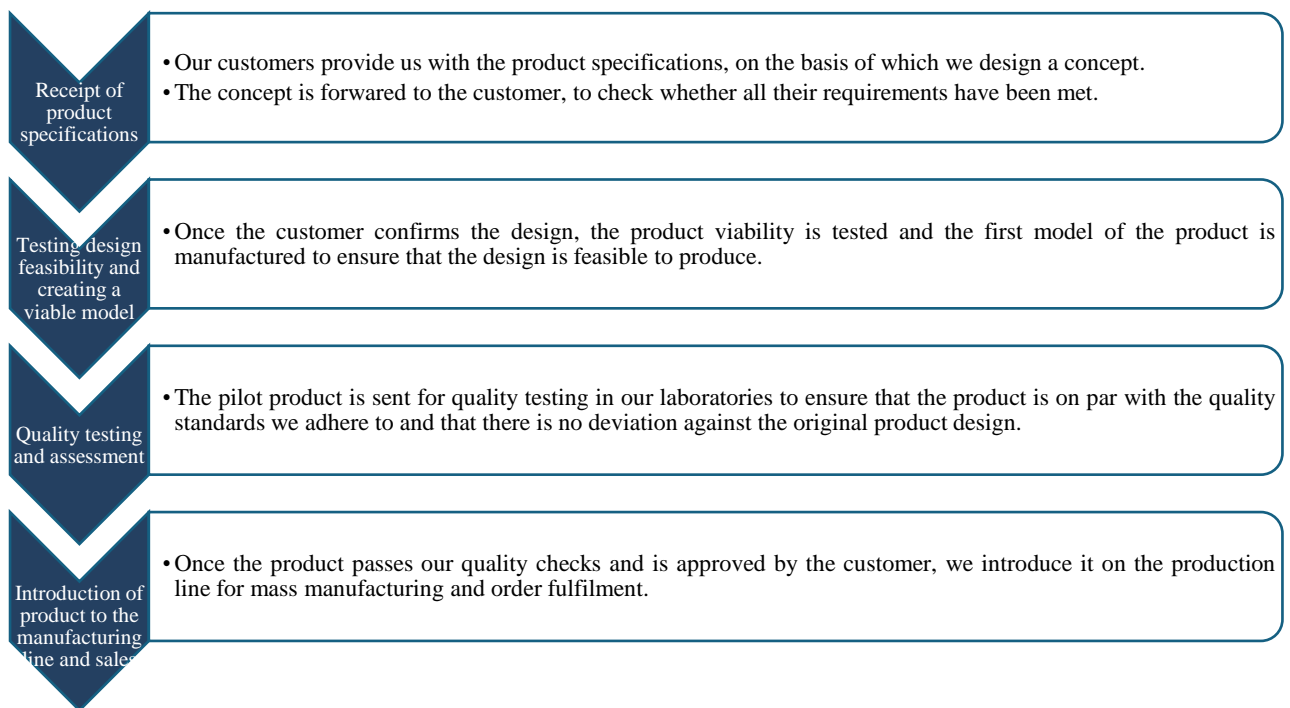 Receipt of
product
specifications
• Our customers provide us with the product specifications, on the basis of which we design a concept.
• The concept is forwared to the customer, to check whether all their requirements have been met.
Testing design
feasibility and
creating a
viable model
• Once the customer confirms the design, the product viability is tested and the first model of the product is
manufactured to ensure that the design is feasible to produce.
Quality testing
and assessment
• The pilot product is sent for quality testing in our laboratories to ensure that the product is on par with the quality
standards we adhere to and that there is no deviation against the original product design.
Introduction of
product to the
manufacturing
line and sales
• Once the product passes our quality checks and is approved by the customer, we introduce it on the production
line for mass manufacturing and order fulfilment.